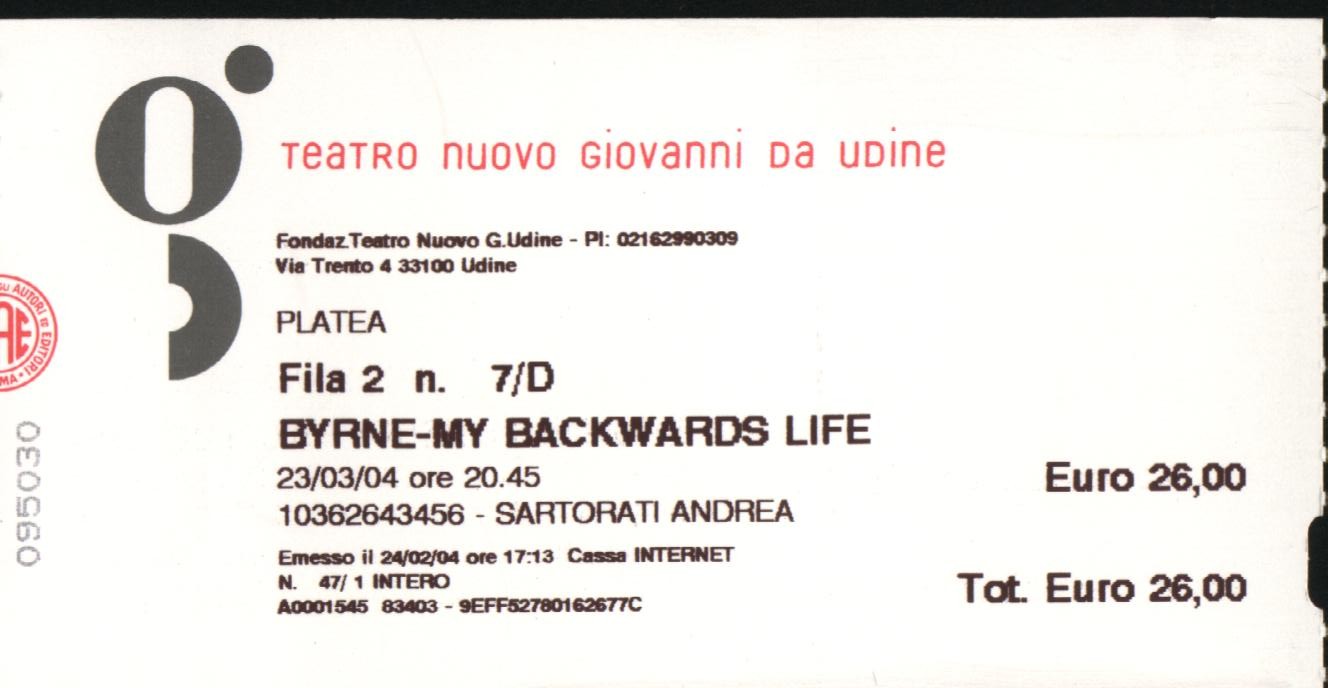 TEATRO NUOVO GIOVANNI DA UDINE
Fondaz.Teatro Nuovo G.Udine - PI: 02162990309
Via Trento 4 33100 Udine
PLATEA
Fila 2 n. 7/D
BYRNE-MY BACKWARDS LIFE
23/03/04 ore 20.45
Euro 26,00
10362643456 - SARTORATI ANDREA
Emesso il 24/02/04 ore 17:13 Cassa INTERNET
N. 47/ 1 INTERO
Tot. Euro 26,00
A0001545 83403 - 9EFF52780162677C
AUTORI ED EDITORI
095030